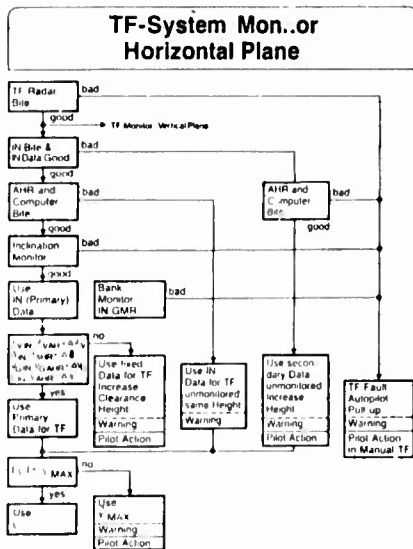 TF-System Mon..or
Horizontal Plane
TF Radar
Bite
bad
good
TF Monitor Vertical Plane
IN Bite &
IN Data Good
bad
good
AHR and
Computer
Bite
bad
good
AHR and
Computer
Bite
bad
good
Inclination
Monitor
bad
good
Use
IN (Primary)
Data
Bank
Monitor
IN GMR
bad
no
yes
Use fixed
Data for TF
Increase
Clearance
Height
Warning
Pilot Action
Use IN
Data for TF
unmonitored
same Height
Warning
Use secon
dary Data
unmonitored
Increase
Height
Warning
Pilot Action
TF Fault
Autopilot
Pull up
Warning
Pilot Action
in Manual TF
Use
Primary
Data for TF
MAX
no
yes
Use
Use
MAX
Warning
Pilot Action